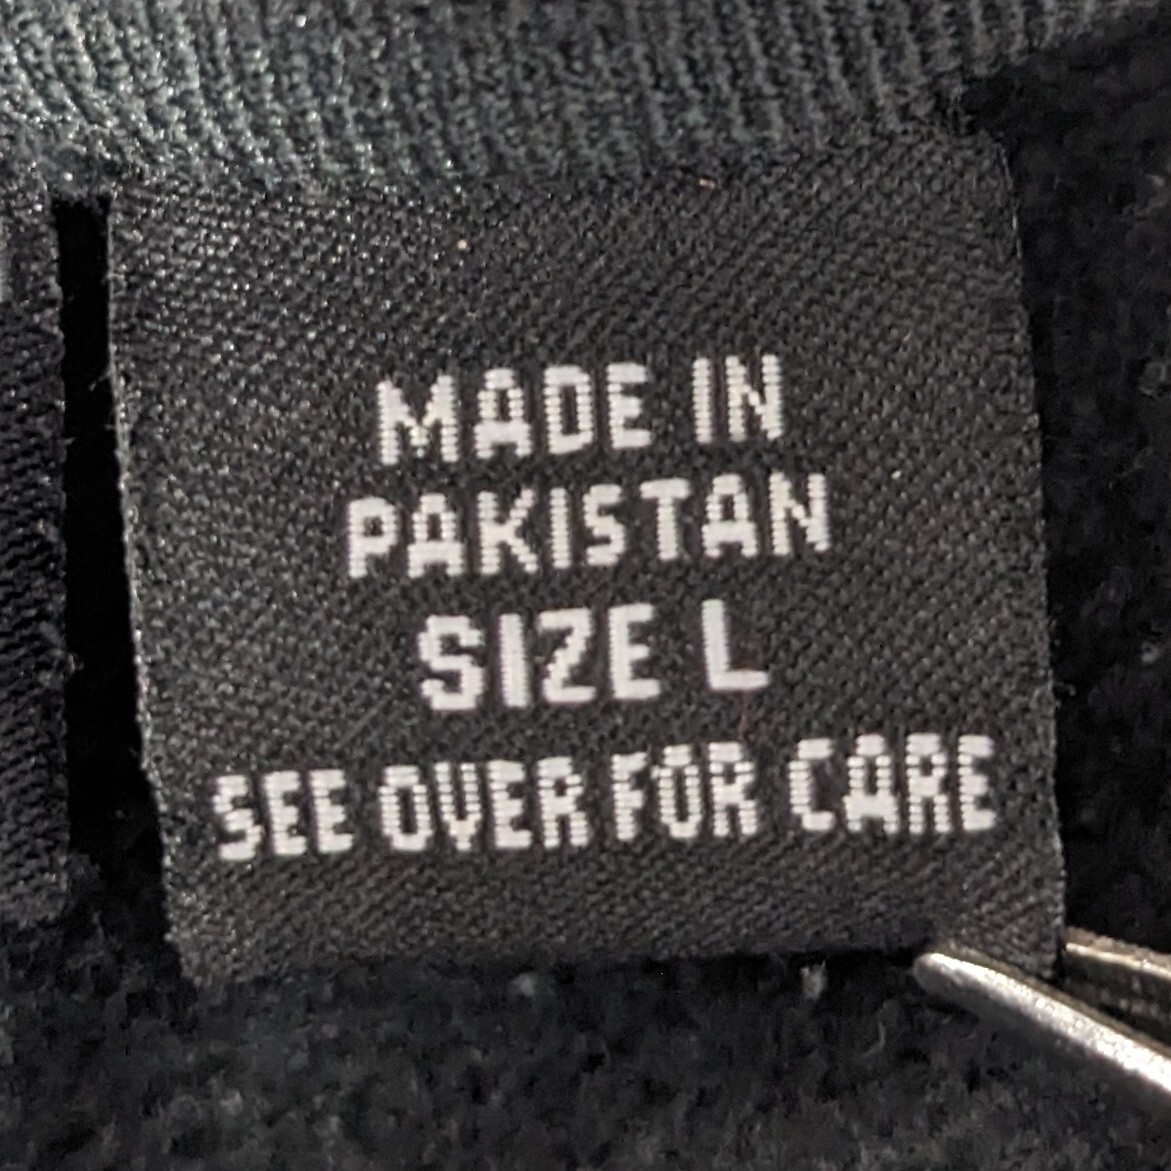 MADE IN
PAKISTAN
SIZE L
SEE OVER FOR CARE